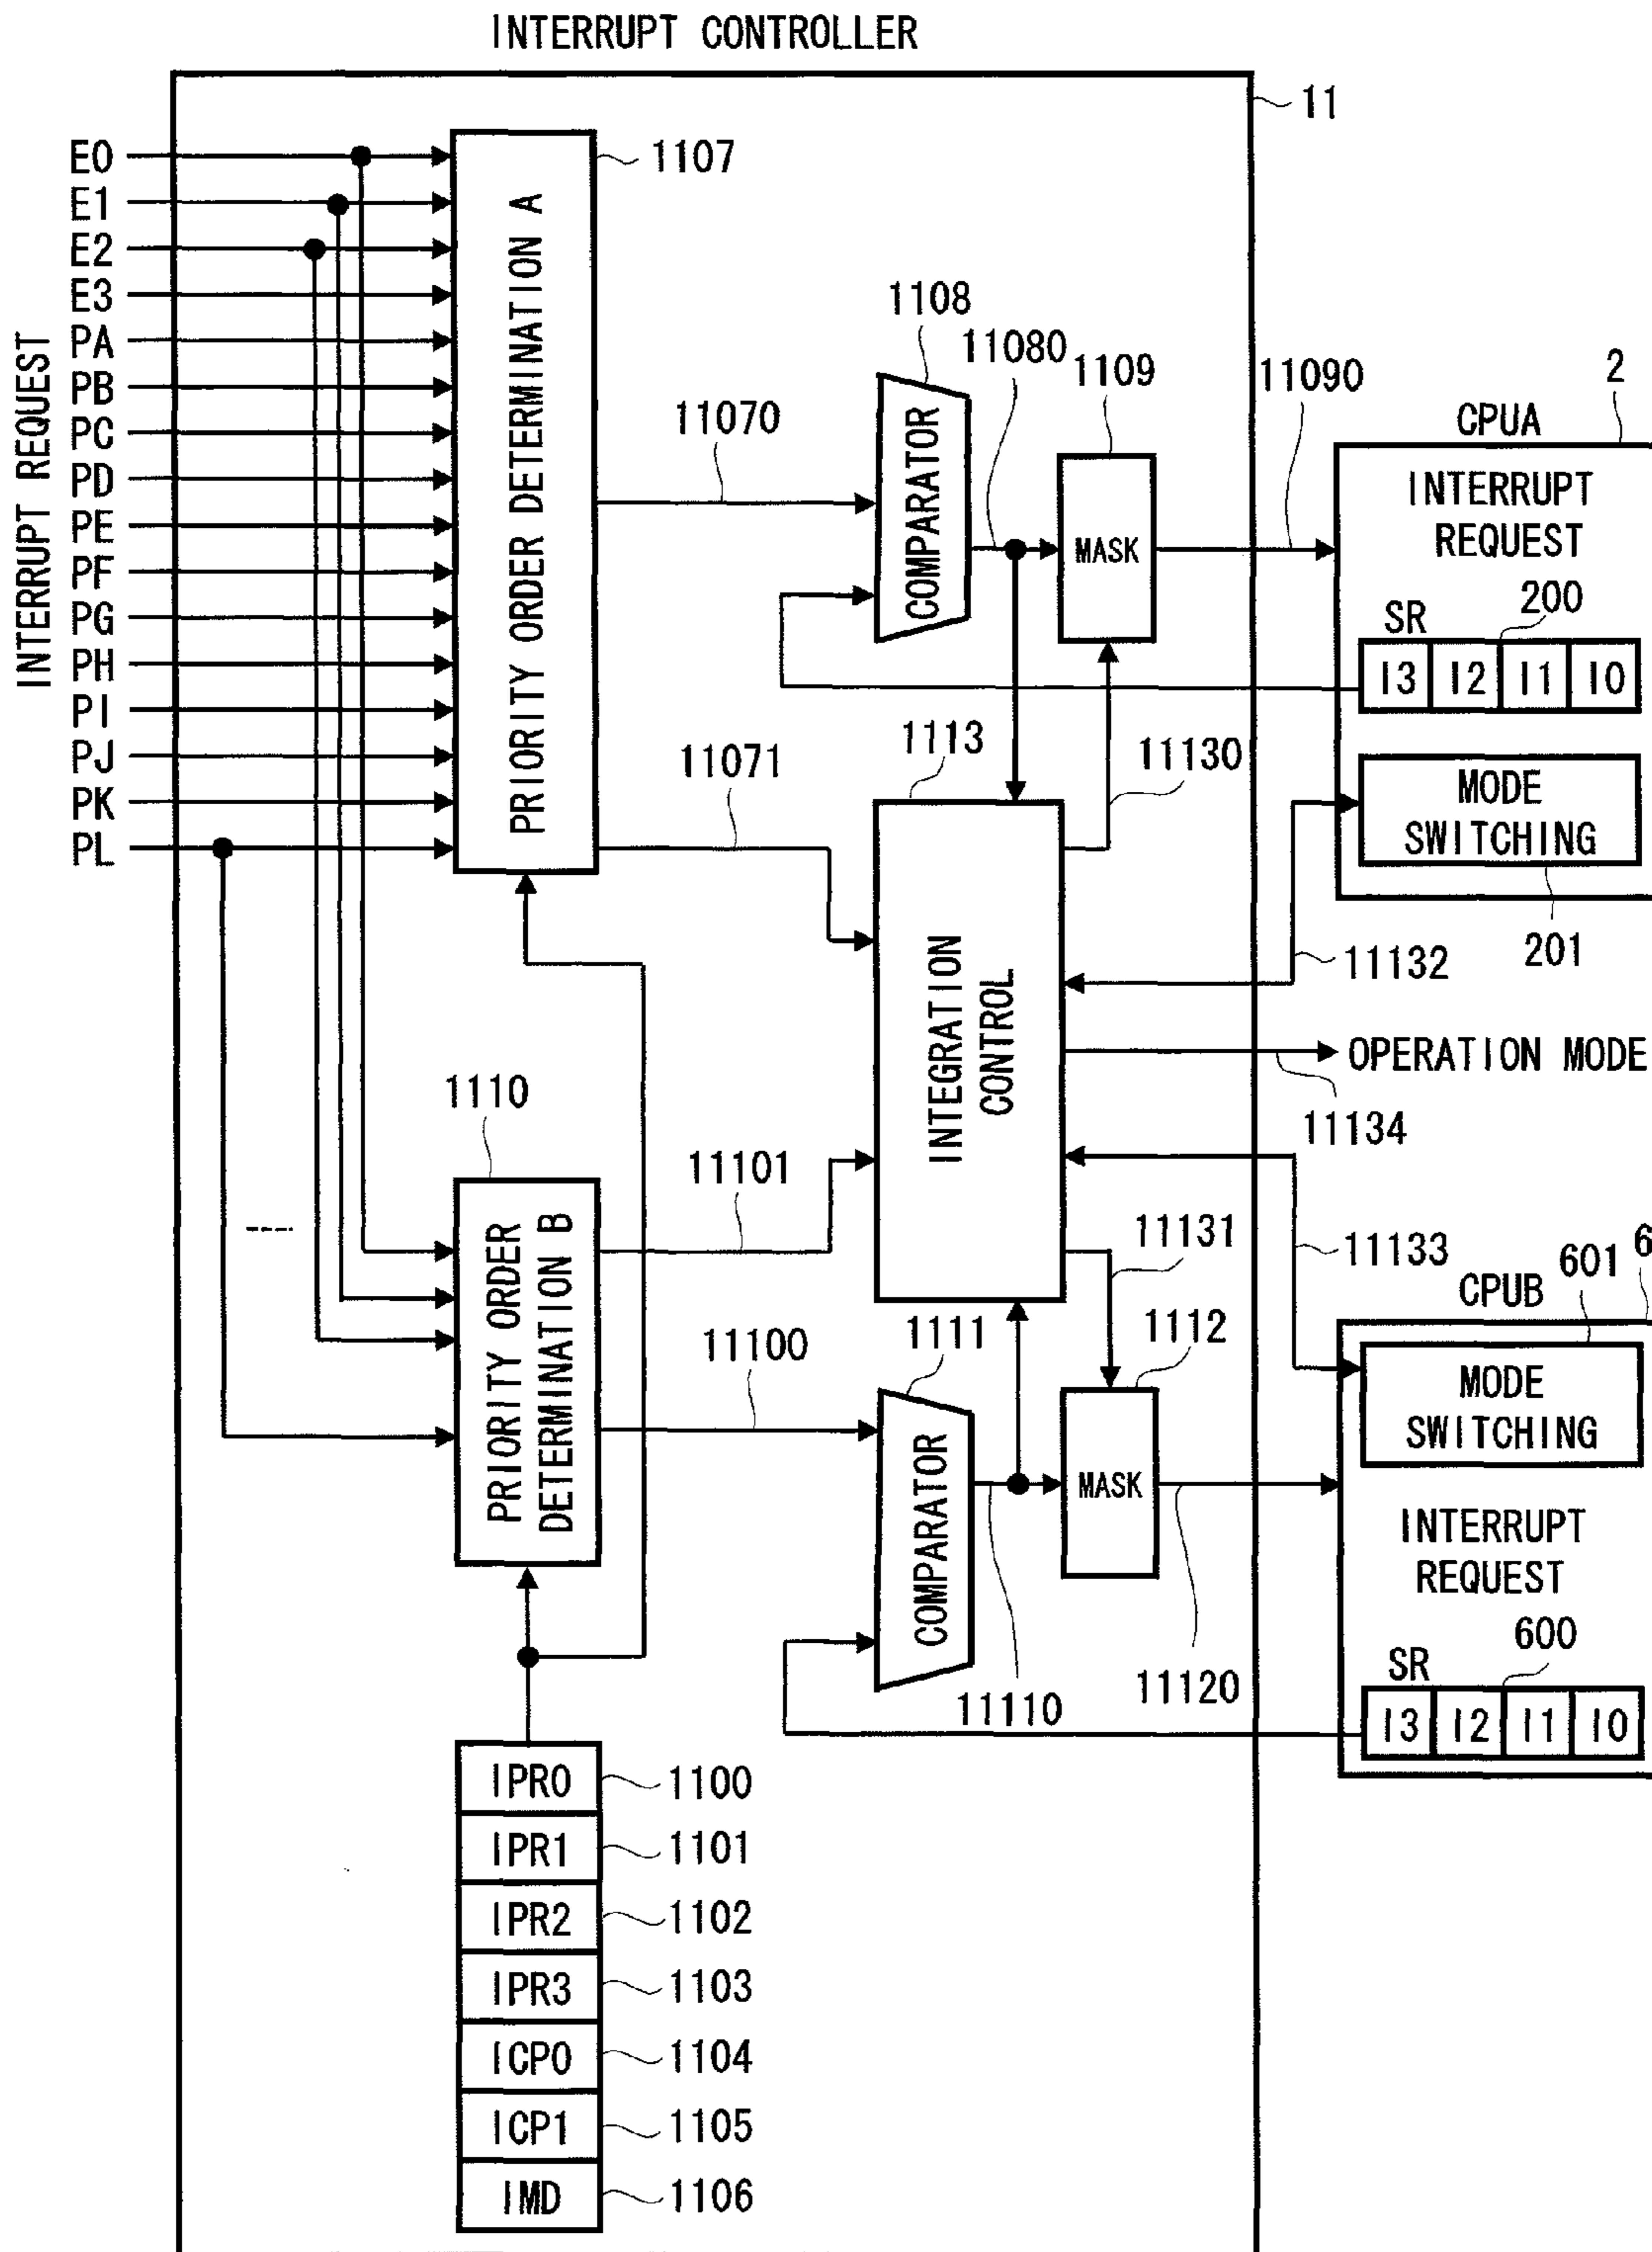 INTERRUPT CONTROLLER
11
INTERRUPT REQUEST
E0
E1
E2
E3
PA
PB
PC
PD
PE
PF
PG
PH
PI
PJ
PK
PL
1107
PRIORITY ORDER DETERMINATION A
11070
11071
1108
COMPARATOR
11080
1109
MASK
11090
2
CPUA
INTERRUPT
REQUEST
SR
200
I3 I2 I1 I0
MODE
SWITCHING
201
1113
INTEGRATION
CONTROL
11130
11132
OPERATION MODE
11134
1110
PRIORITY ORDER
DETERMINATION B
11101
11100
11131
11133
1111
COMPARATOR
11110
1112
MASK
11120
6
601
CPUB
MODE
SWITCHING
INTERRUPT
REQUEST
600
SR
I3 I2 I1 I0
IPR0 1100
IPR1 1101
IPR2 1102
IPR3 1103
ICP0 1104
ICP1 1105
IMD 1106